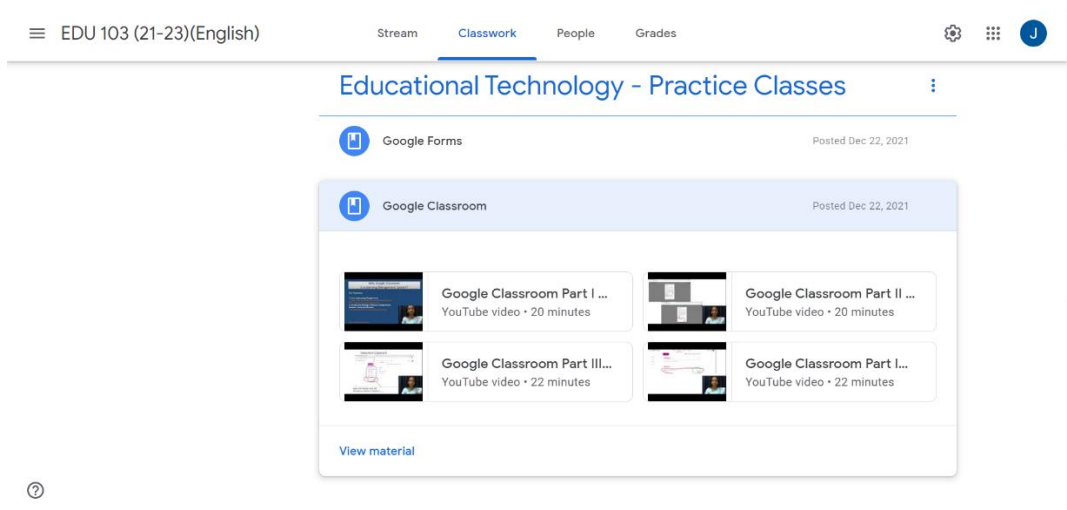 EDU 103 (21-23)(English)
Stream
Classwork
People
Grades
J
Educational Technology - Practice Classes
Google Forms
Posted Dec 22, 2021
Google Classroom
Posted Dec 22, 2021
Google Classroom Part I ...
YouTube video • 20 minutes
Google Classroom Part II ...
YouTube video • 20 minutes
Google Classroom Part III...
YouTube video • 22 minutes
Google Classroom Part I...
YouTube video • 22 minutes
View material